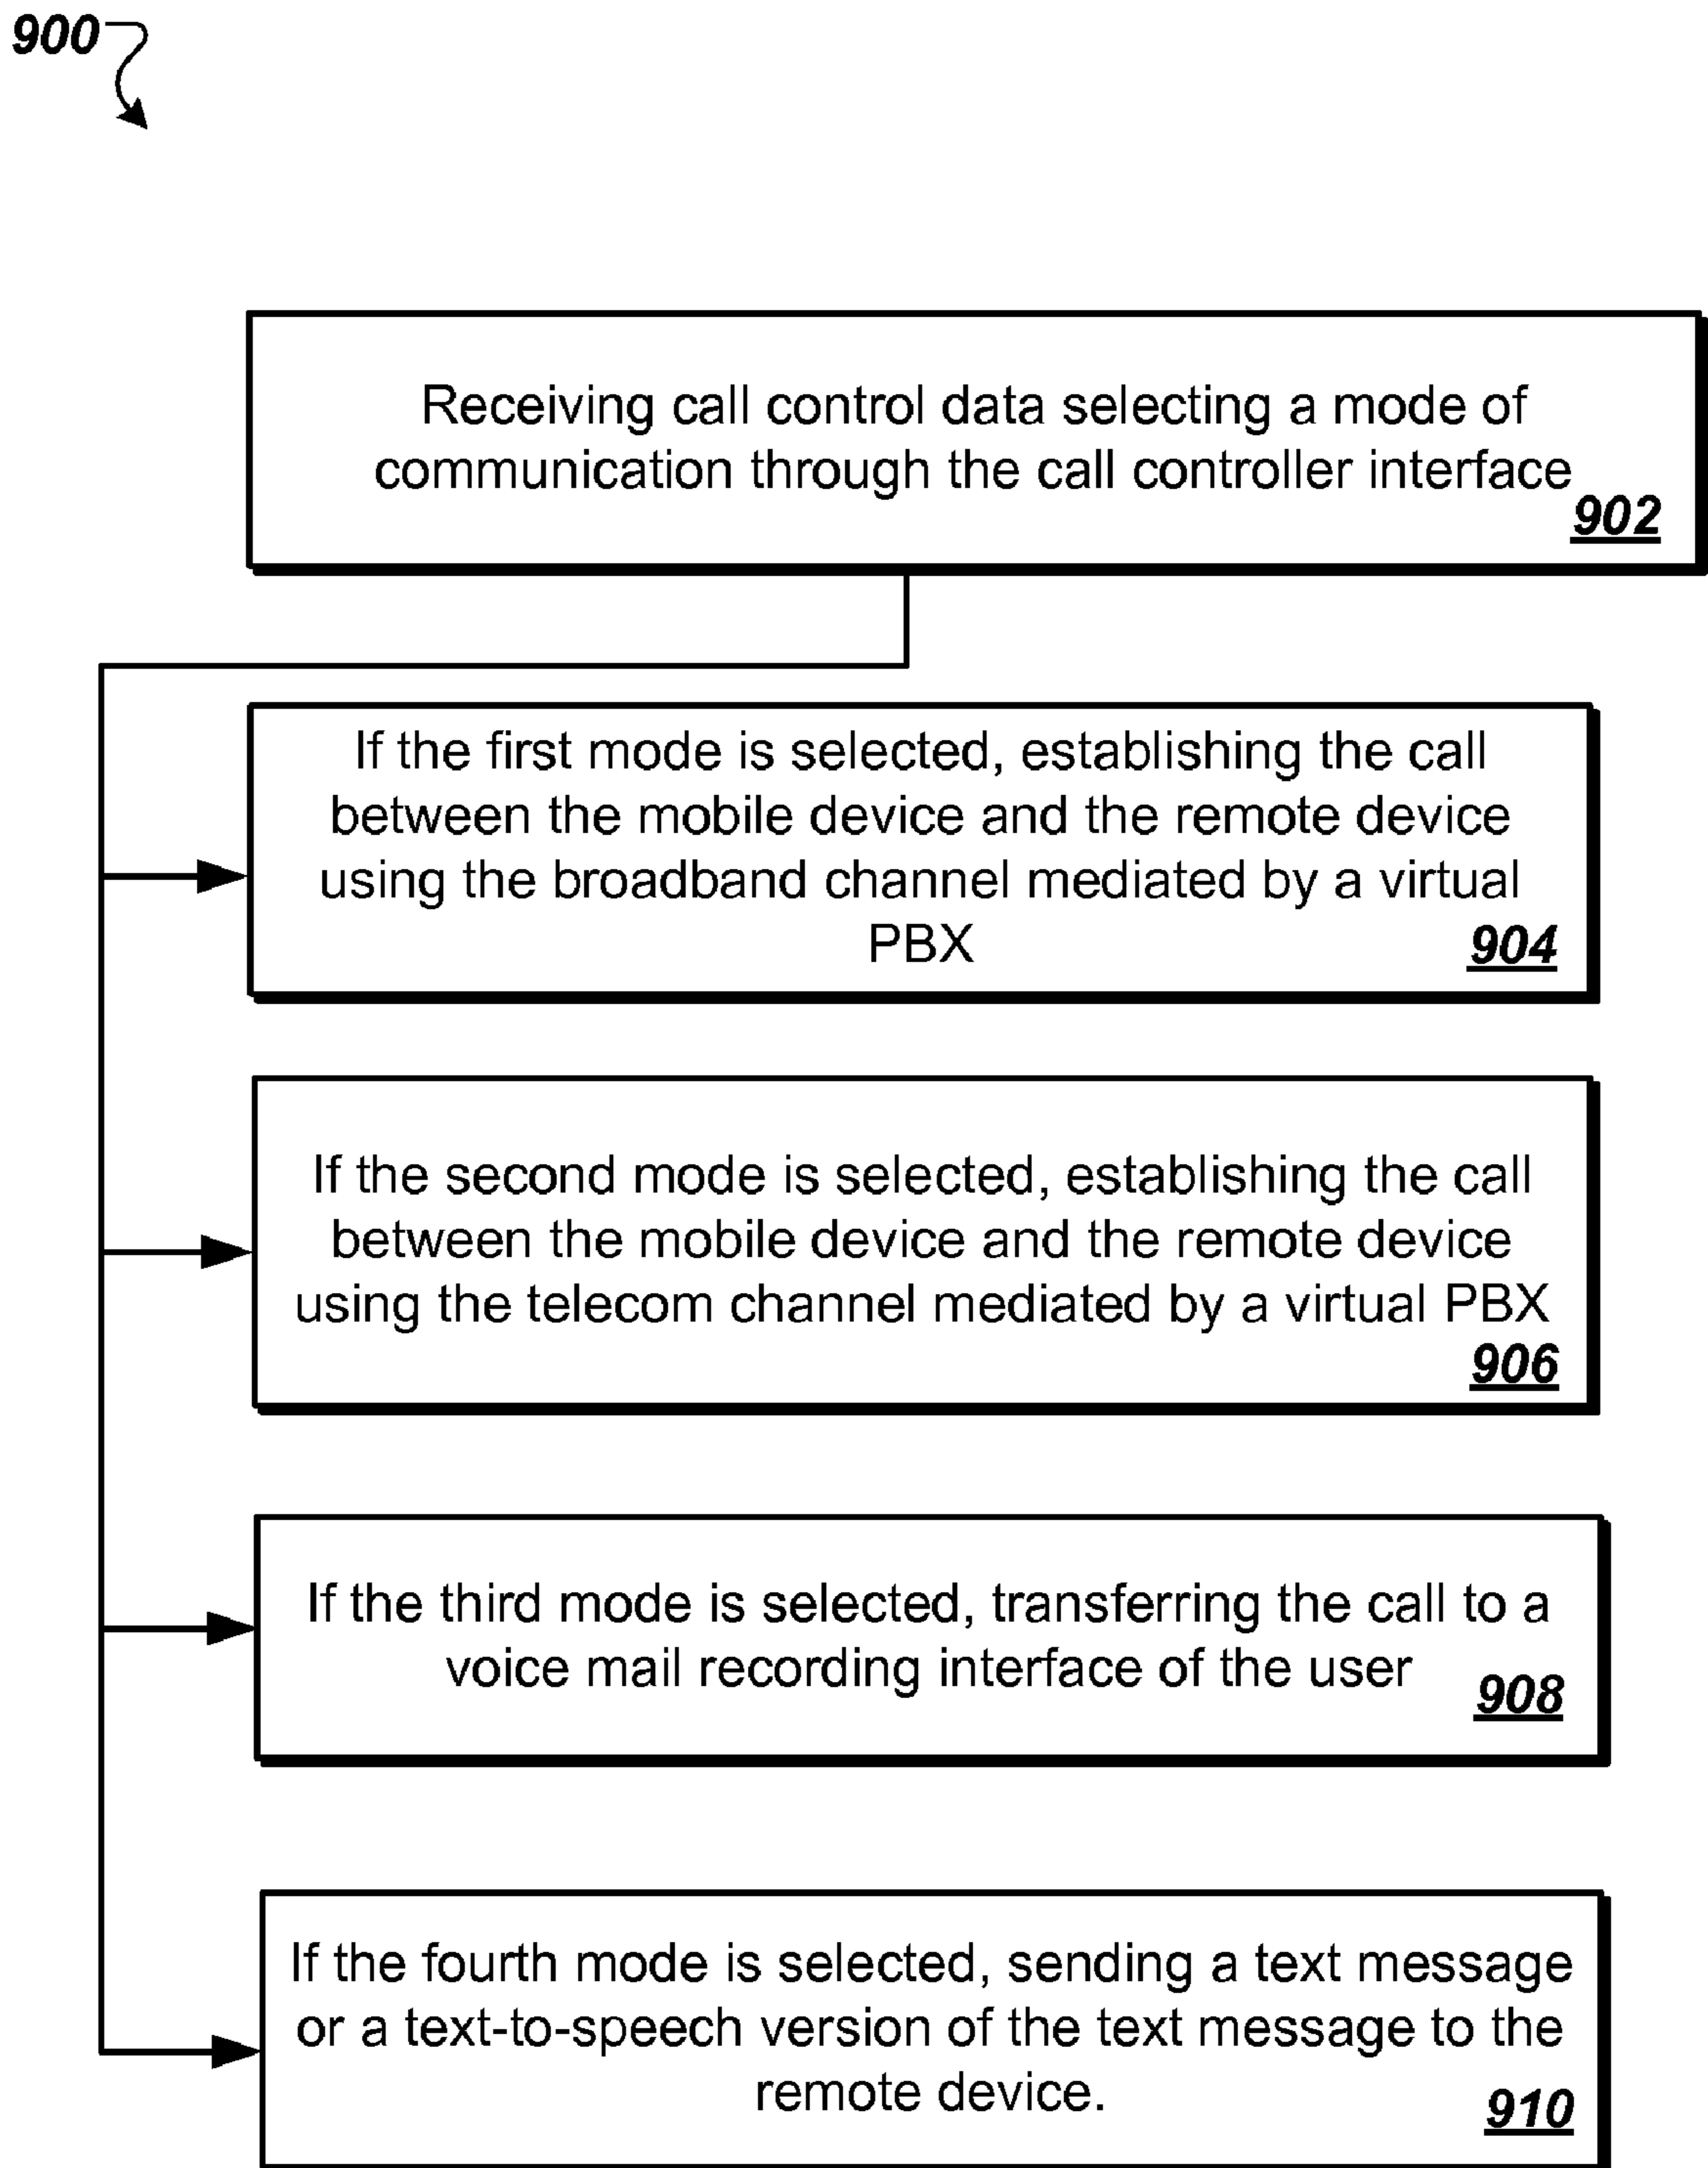 900
Receiving call control data selecting a mode of
communication through the call controller interface
902
If the first mode is selected, establishing the call
between the mobile device and the remote device
using the broadband channel mediated by a virtual
PBX
904
If the second mode is selected, establishing the call
between the mobile device and the remote device
using the telecom channel mediated by a virtual PBX
906
If the third mode is selected, transferring the call to a
voice mail recording interface of the user
908
If the fourth mode is selected, sending a text message
or a text-to-speech version of the text message to the
remote device.
910